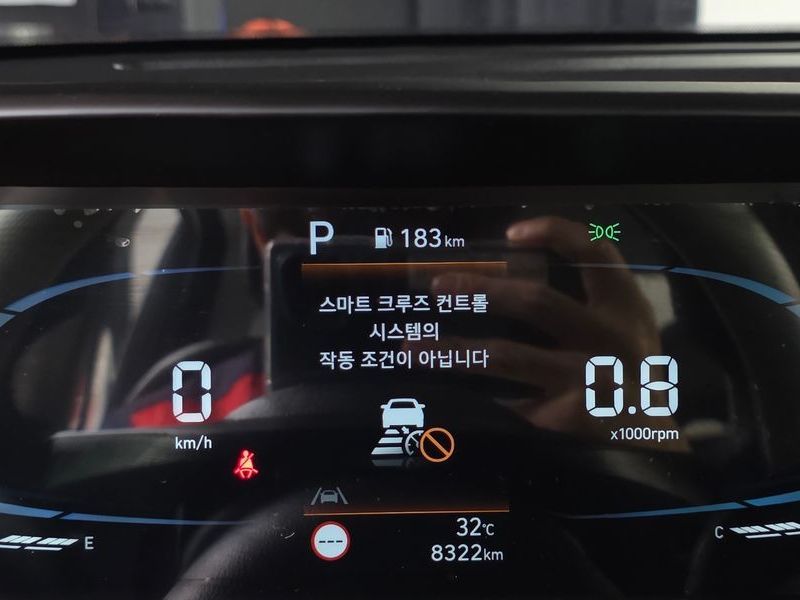 P 183km
스마트 크루즈 컨트롤
시스템의
작동 조건이 아닙니다
0
km/h
0.8
x1000rpm
E
---
32℃
8322km
C